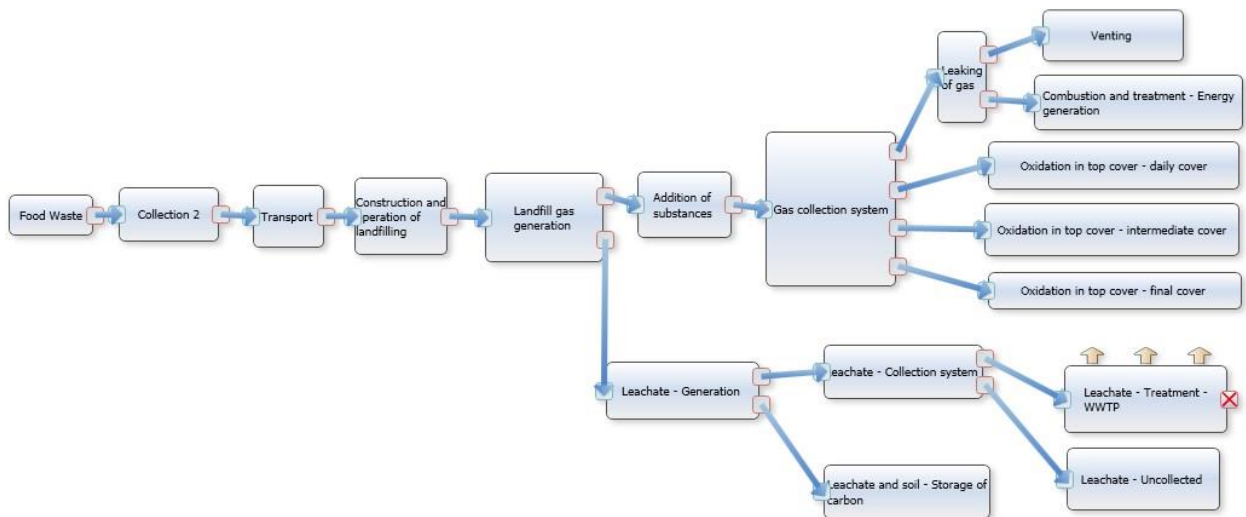 Food Waste
Collection 2
Transport
Construction and
peration of
landfilling
Landfill gas
generation
Addition of
substances
Gas collection system
Leaking
of gas
Venting
Combustion and treatment - Energy
generation
Oxidation in top cover - daily cover
Oxidation in top cover - intermediate cover
Oxidation in top cover - final cover
Leachate - Generation
Leachate - Collection system
Leachate - Treatment -
WWTP
Leachate - Uncollected
Leachate and soil - Storage of
carbon